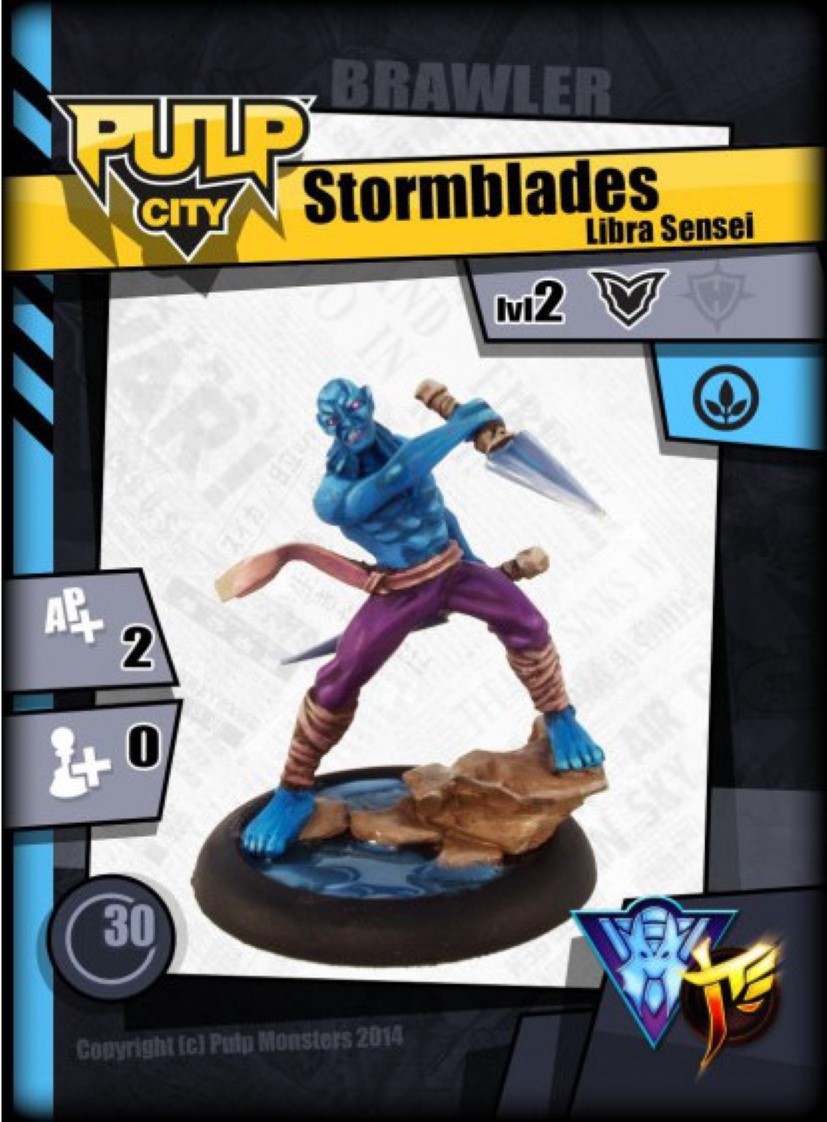 BRAWLER
PULP
CITY
Stormblades
Libra Sensei
lvl2
AP+
2
0
30
Copyright (c) Pulp Monsters 2014